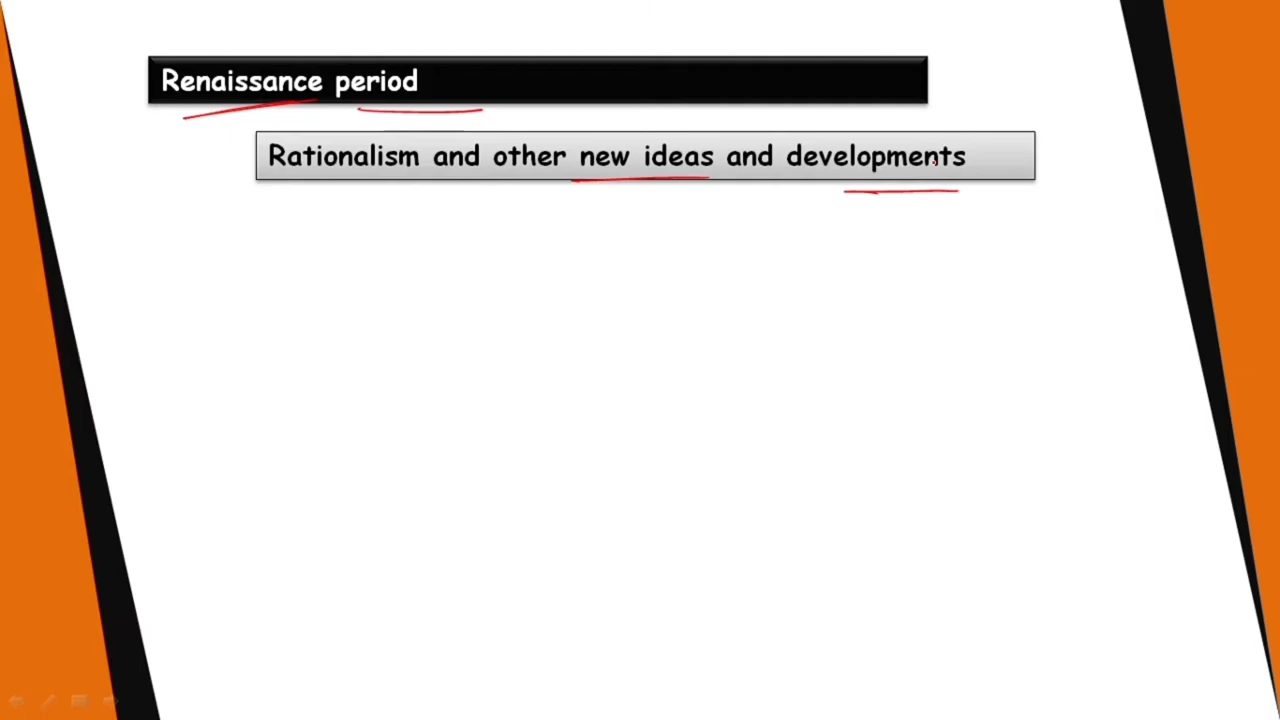 Renaissance period
Rationalism and other new ideas and developments